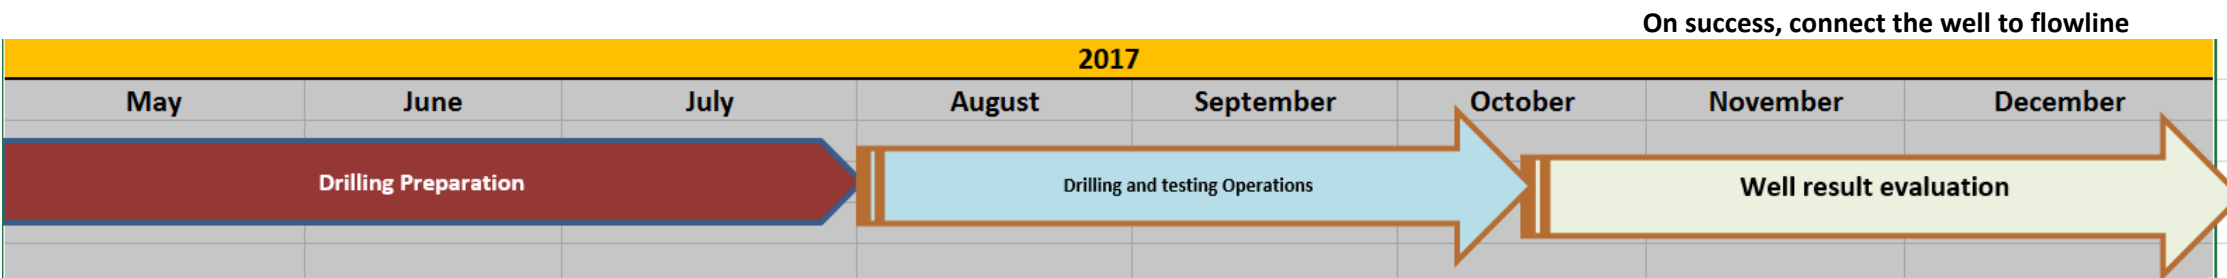 On success, connect the well to flowline
2017
May June July August September October November December
Drilling Preparation Drilling and testing Operations Well result evaluation